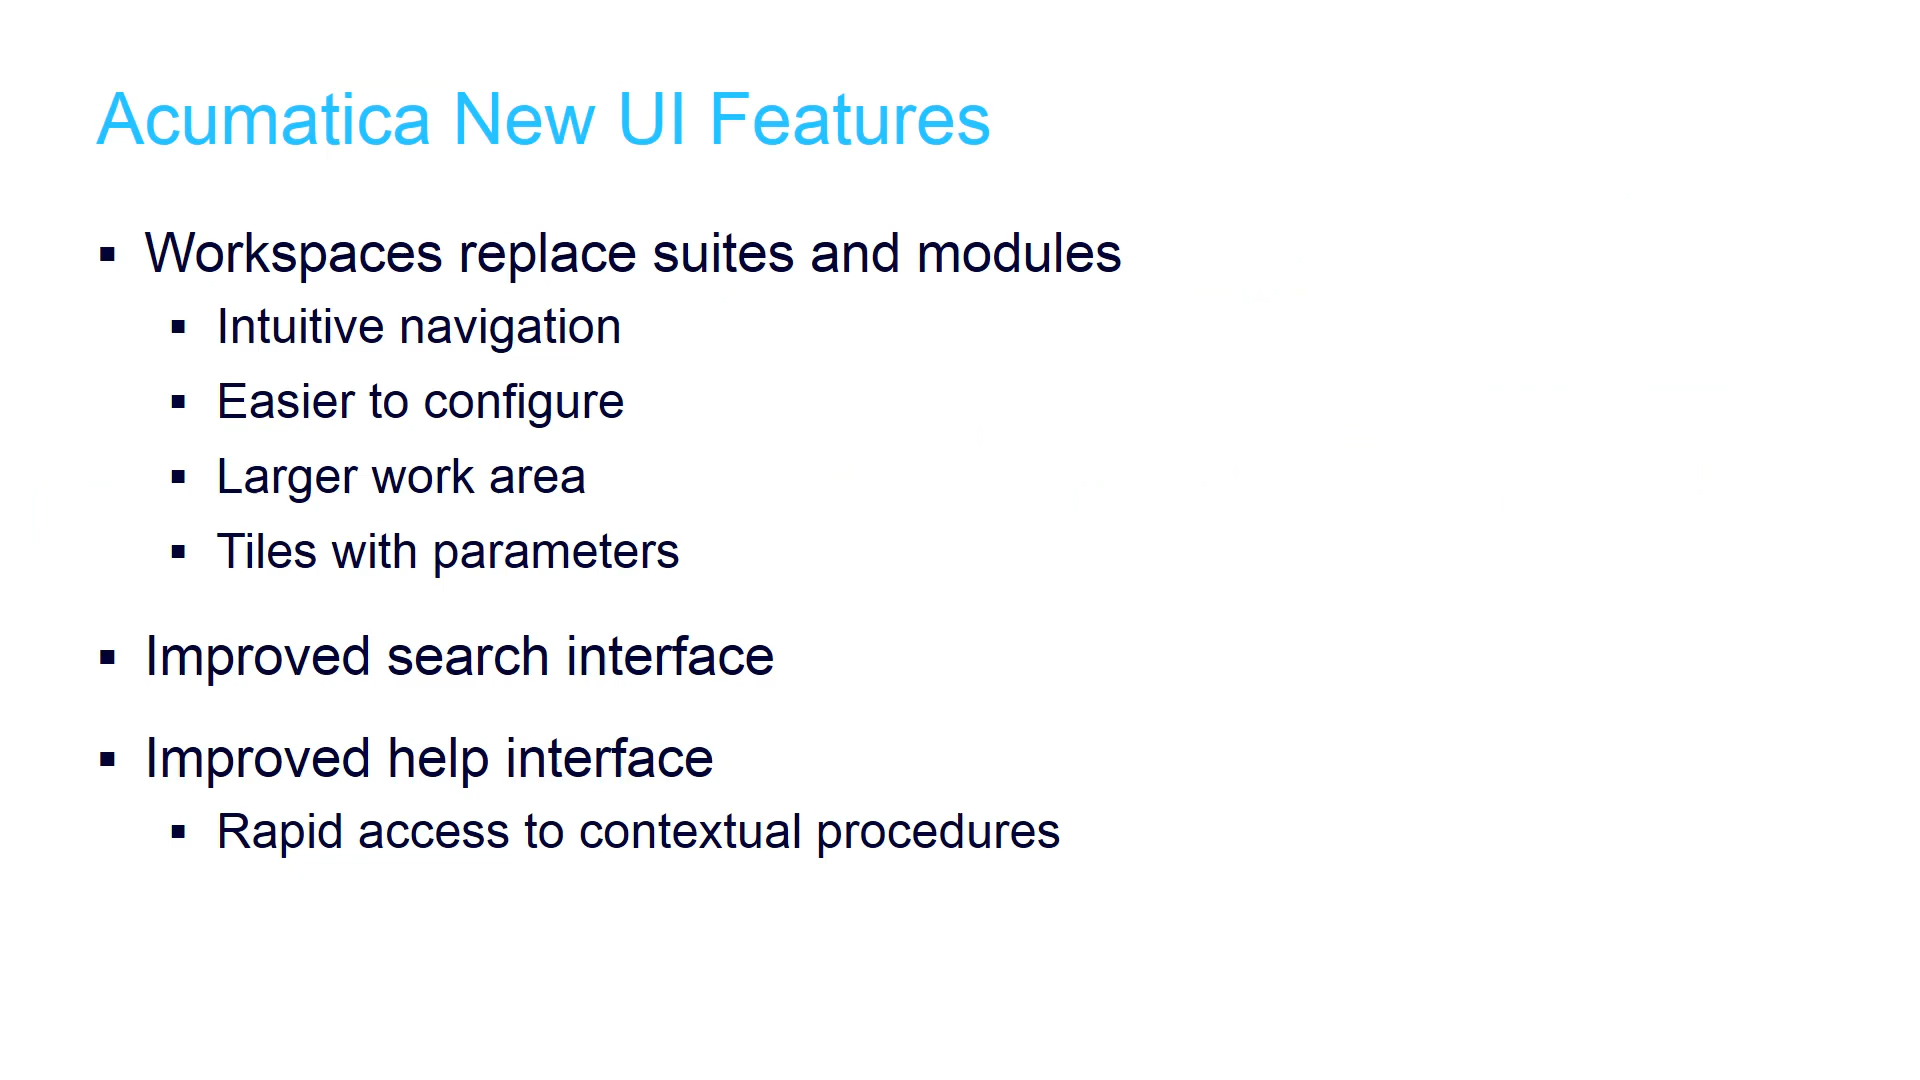 Acumatica New UI Features
▪ Workspaces replace suites and modules
▪ Intuitive navigation
▪ Easier to configure
▪ Larger work area
▪ Tiles with parameters
▪ Improved search interface
▪ Improved help interface
▪ Rapid access to contextual procedures